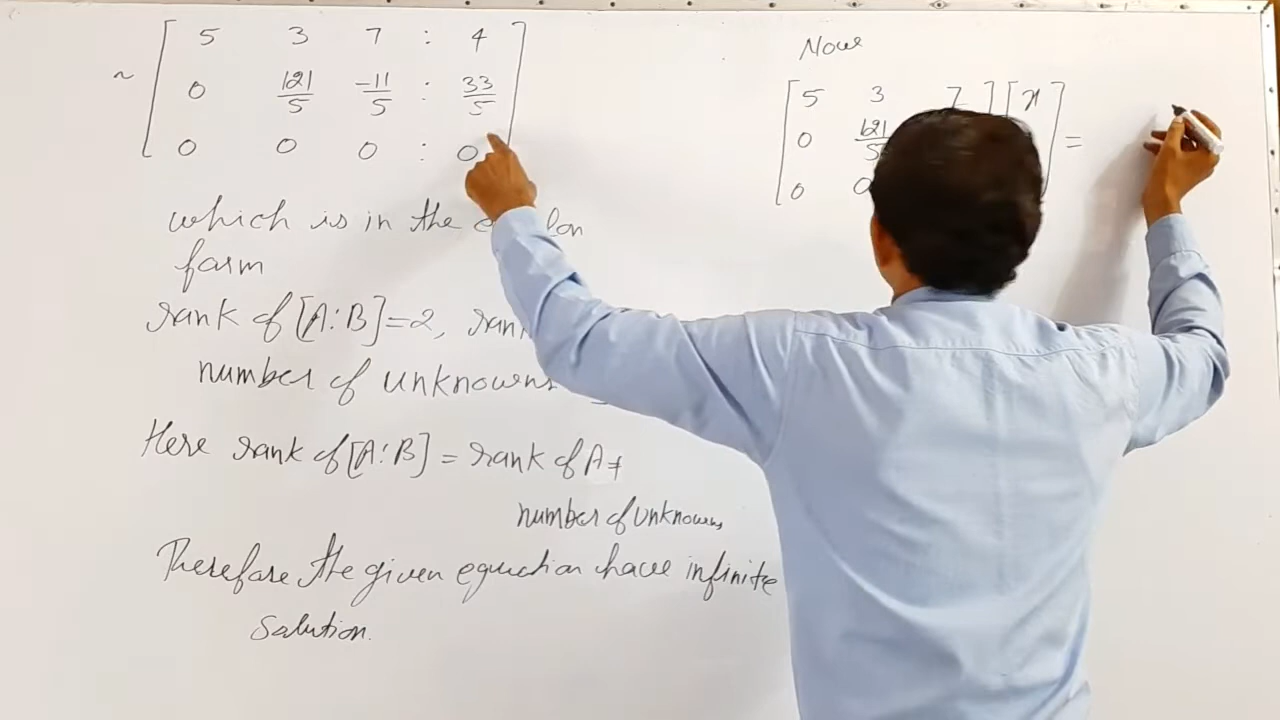 5 3 7 : 4
~ 0 121/5 -11/5 : 33/5
0 0 0 : 0
which is in the
form
rank of [A:B]=2,
number of unknowns
Here rank of [A:B] = rank of A ≠
number of unknowns
Therefore the given equation have infinite
solution.
Now
5 3 7 x
0 121/5 =
0